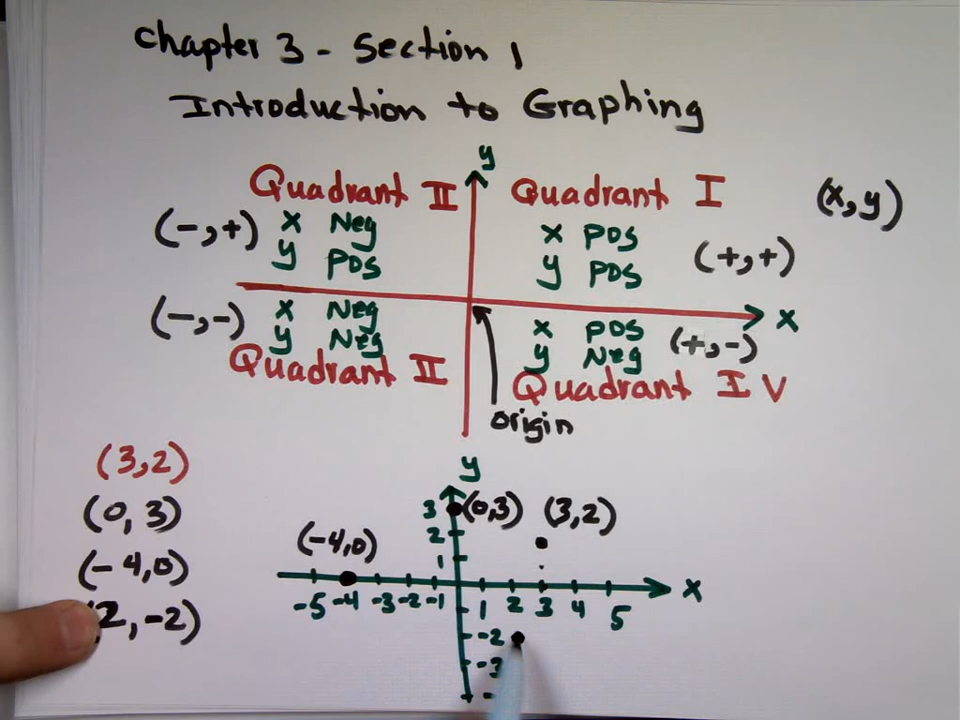 Chapter 3 - Section 1
Introduction to Graphing
y
Quadrant II Quadrant I (x,y)
(-,+) x Neg x pos (+,+)
y pos y pos
x
(-,-) x Neg x pos (+,-)
y Neg y Neg
Quadrant II Quadrant IV
origin
(3,2)
(0,3)
(-4,0)
2,-2)
y
3 (0,3) (3,2)
2
(-4,0) 1
x
-5 -4 -3 -2 -1 1 2 3 4 5
-2
-3